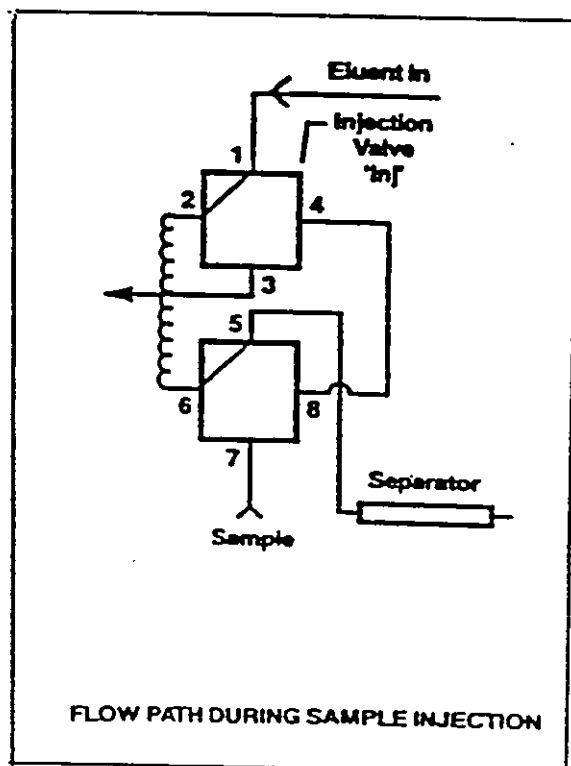 Eluent In
Injection
Valve
"Inj"
1
2
4
3
5
6
8
7
Separator
Sample
FLOW PATH DURING SAMPLE INJECTION